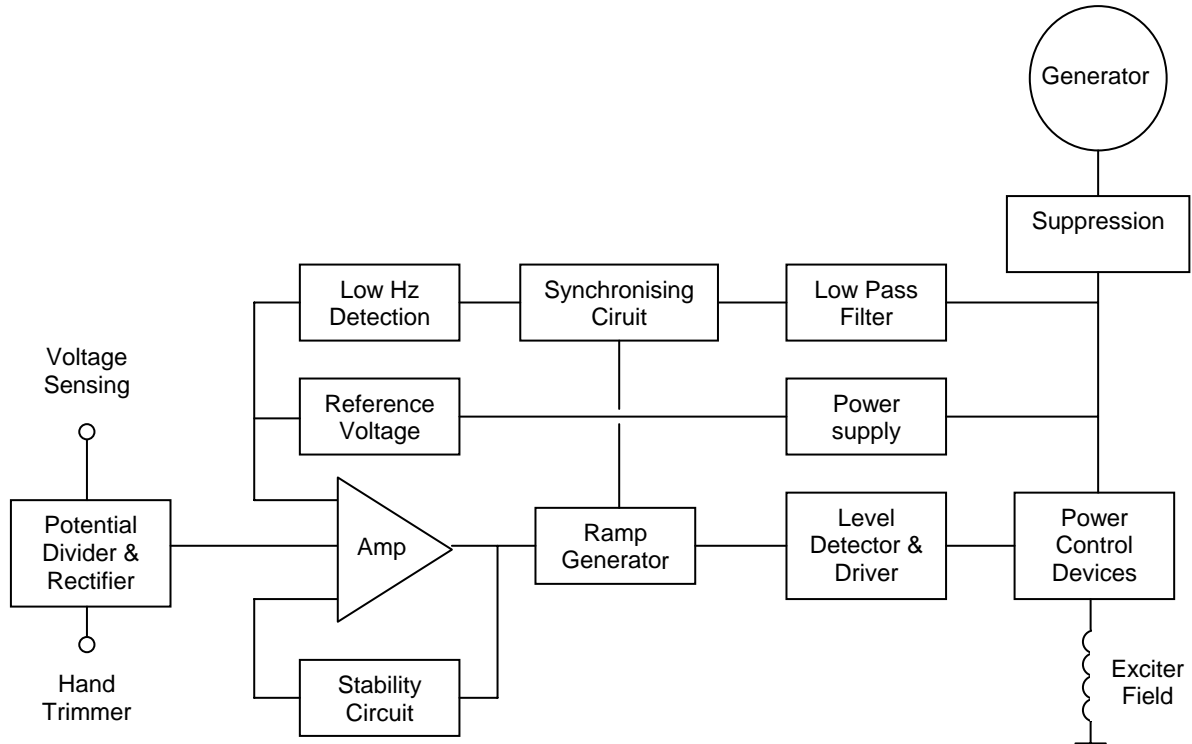 Generator
Suppression
Low Hz
Detection
Synchronising
Ciruit
Low Pass
Filter
Voltage
Sensing
Reference
Voltage
Power
supply
Potential
Divider &
Rectifier
Amp
Ramp
Generator
Level
Detector &
Driver
Power
Control
Devices
Hand
Trimmer
Stability
Circuit
Exciter
Field